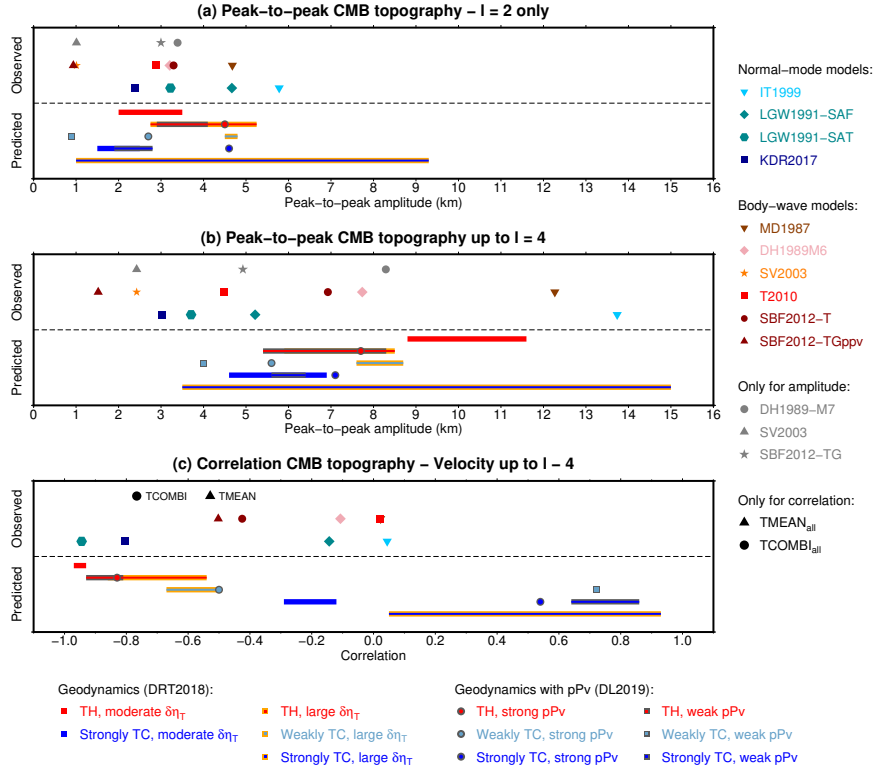 (a) Peak-to-peak CMB topography – l = 2 only
Observed
Predicted
0 1 2 3 4 5 6 7 8 9 10 11 12 13 14 15 16
Peak-to-peak amplitude (km)
(b) Peak-to-peak CMB topography up to l = 4
Observed
Predicted
0 1 2 3 4 5 6 7 8 9 10 11 12 13 14 15 16
Peak-to-peak amplitude (km)
(c) Correlation CMB topography – Velocity up to l – 4
TCOMBI TMEAN
Observed
Predicted
−1.0 −0.8 −0.6 −0.4 −0.2 0.0 0.2 0.4 0.6 0.8 1.0
Correlation
Normal-mode models:
IT1999
LGW1991−SAF
LGW1991−SAT
KDR2017
Body-wave models:
MD1987
DH1989M6
SV2003
T2010
SBF2012−T
SBF2012−TGppv
Only for amplitude:
DH1989−M7
SV2003
SBF2012−TG
Only for correlation:
TMEANall
TCOMBIall
Geodynamics (DRT2018):
TH, moderate δηT
Strongly TC, moderate δηT
TH, large δηT
Weakly TC, large δηT
Strongly TC, large δηT
Geodynamics with pPv (DL2019):
TH, strong pPv
Weakly TC, strong pPv
Strongly TC, strong pPv
TH, weak pPv
Weakly TC, weak pPv
Strongly TC, weak pPv